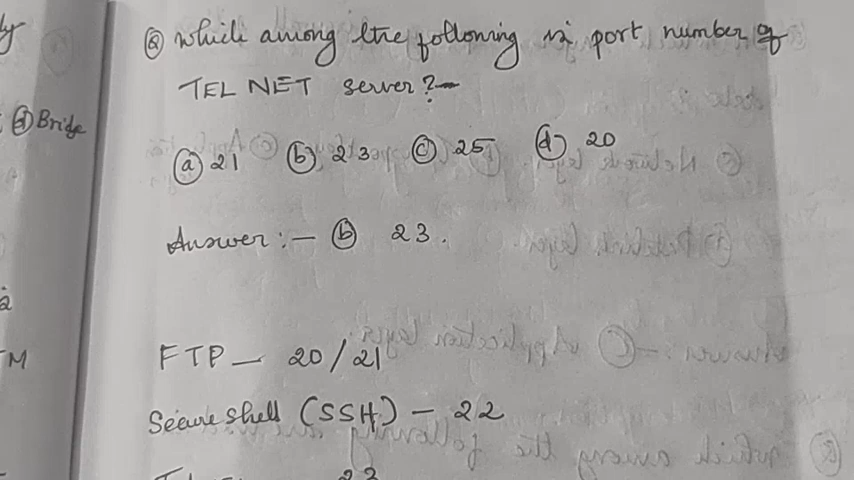 ⓠ which among the following is port number of
TELNET server?—
ⓐ 21 ⓑ 23 ⓒ 25 ⓓ 20
Answer :— ⓑ 23.
FTP — 20/21
Secure shell (SSH) — 22
23
ⓓ Bridge